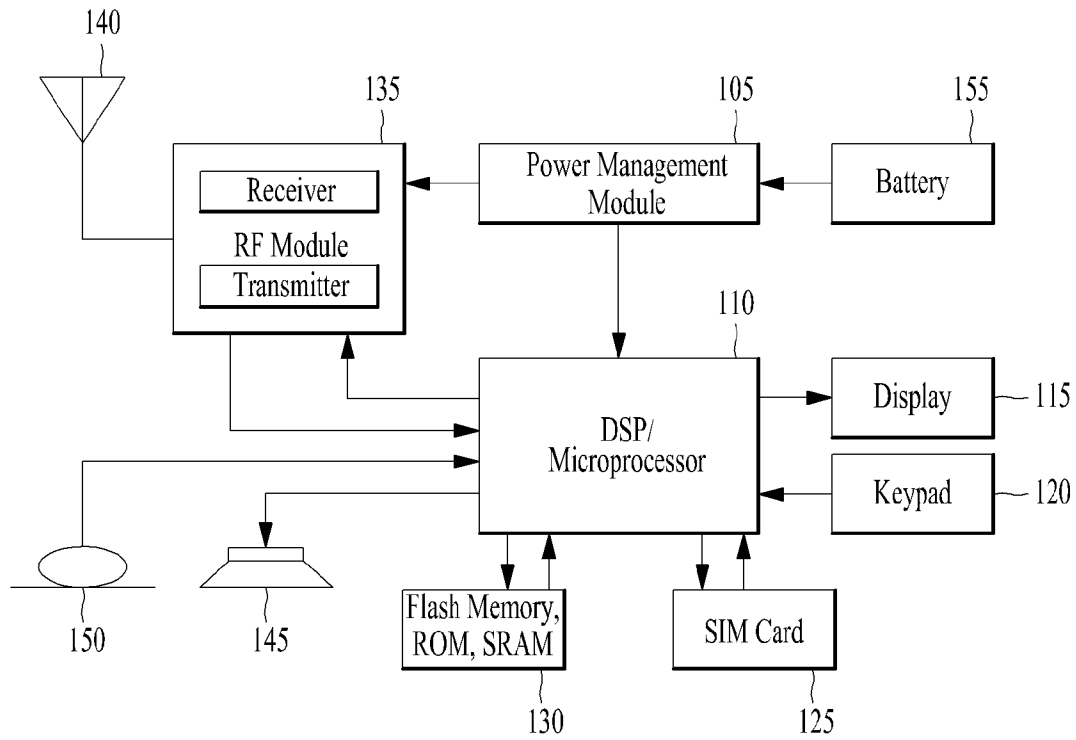 140
135
105
155
Receiver
RF Module
Transmitter
Power Management
Module
Battery
110
DSP/
Microprocessor
Display
115
Keypad
120
150
145
Flash Memory,
ROM, SRAM
130
SIM Card
125